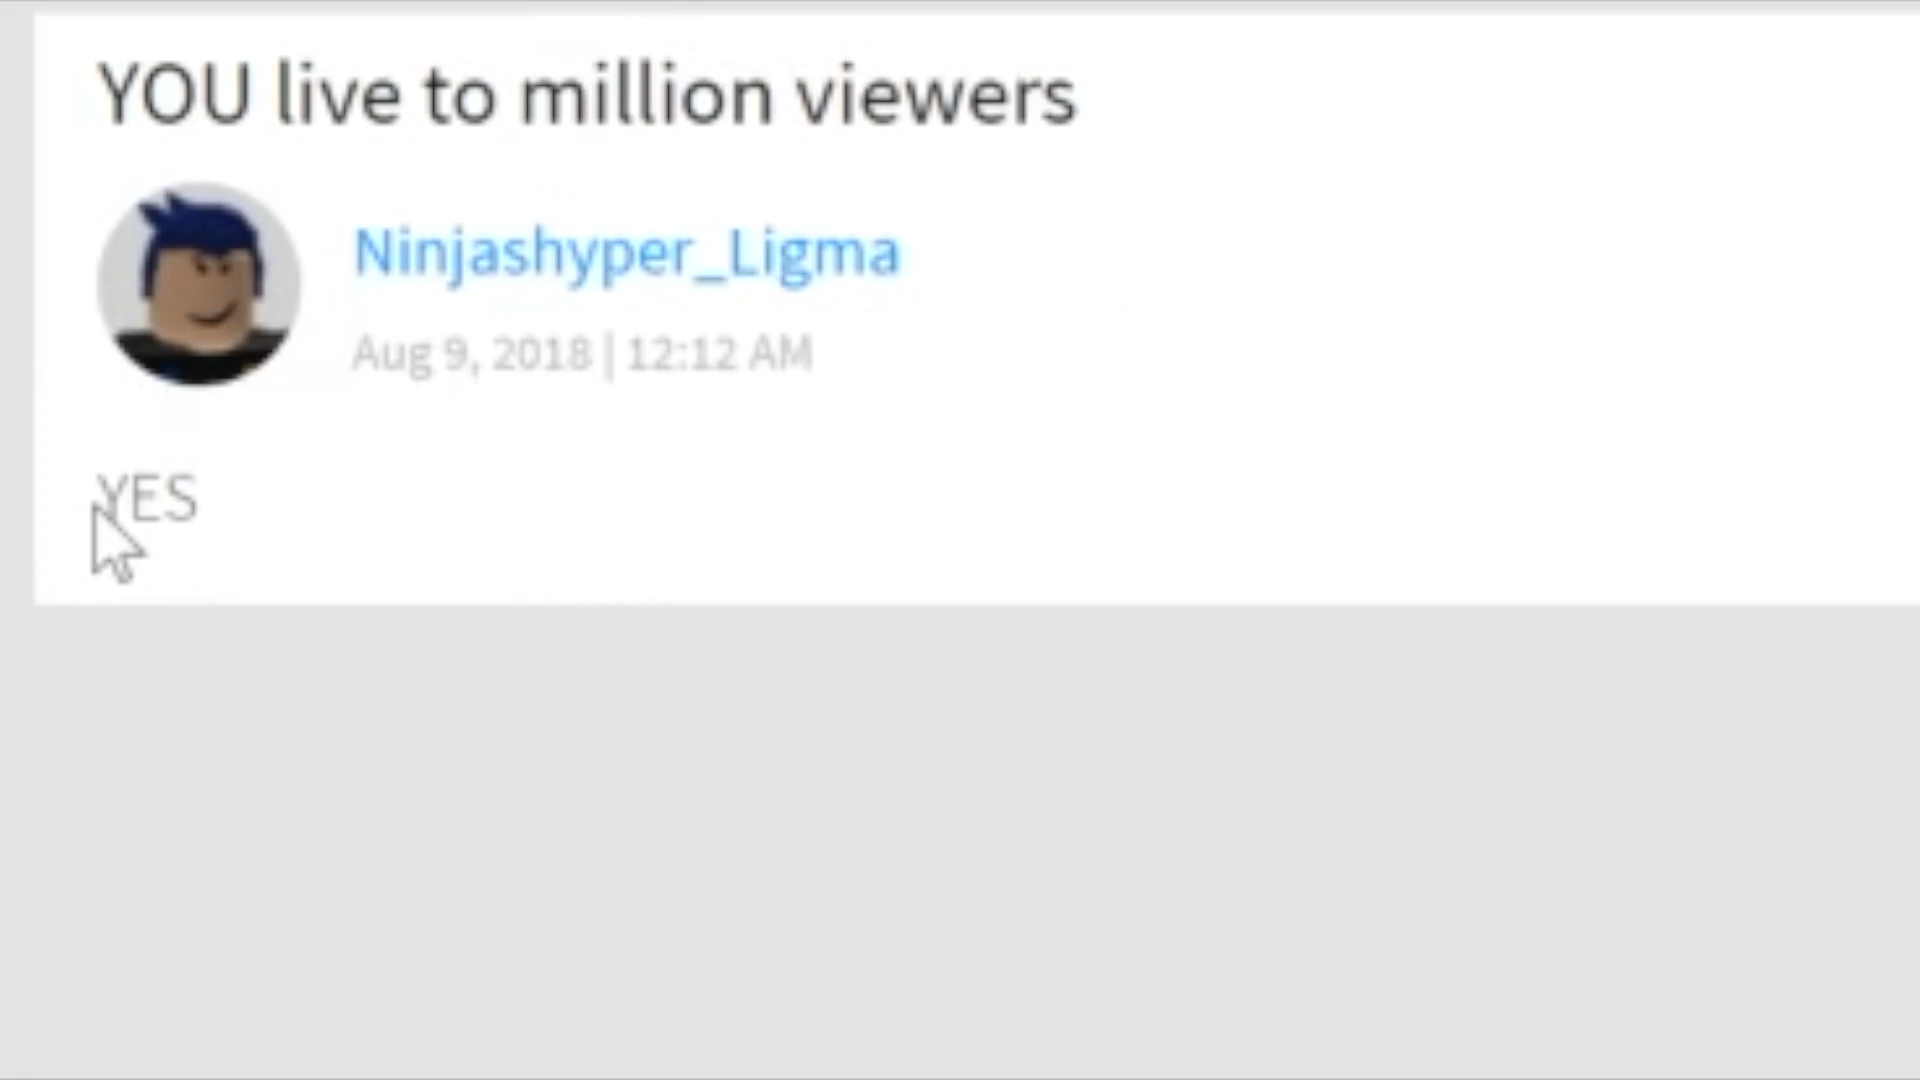 YOU live to million viewers
Ninjashyper_Ligma
Aug 9, 2018 | 12:12 AM
YES